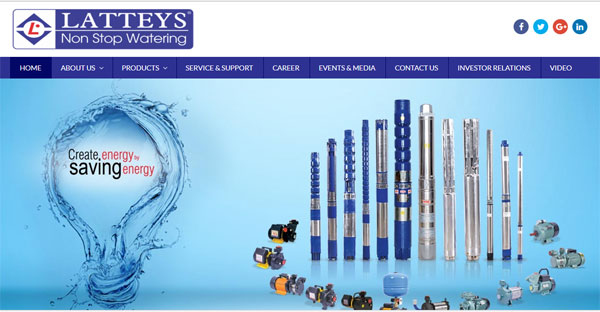 LATTEYS
Non Stop Watering
HOME ABOUT US PRODUCTS SERVICE & SUPPORT CAREER EVENTS & MEDIA CONTACT US INVESTOR RELATIONS VIDEO
Create energy by
saving energy